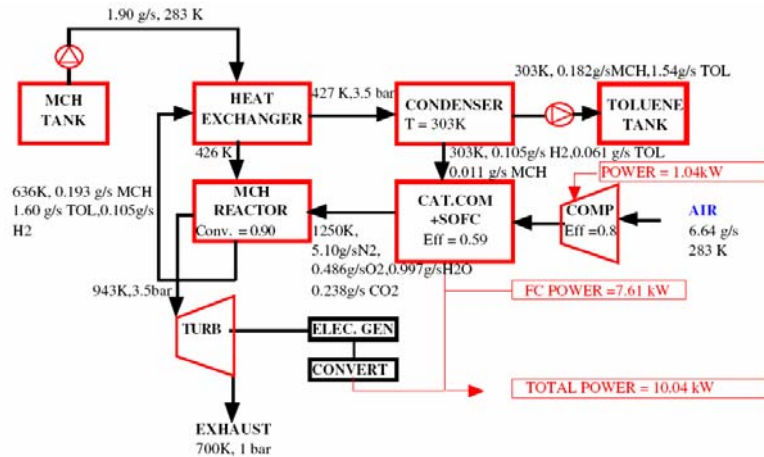 1.90 g/s, 283 K
MCH
TANK
HEAT
EXCHANGER
427 K,3.5 bar
CONDENSER
T = 303K
303K, 0.182g/sMCH,1.54g/s TOL
TOLUENE
TANK
426 K
303K, 0.105g/s H2,0.061 g/s TOL
0.011 g/s MCH
636K, 0.193 g/s MCH
1.60 g/s TOL,0.105g/s
H2
MCH
REACTOR
Conv. = 0.90
1250K,
5.10g/sN2,
0.486g/sO2,0.997g/sH2O
0.238g/s CO2
CAT.COM
+SOFC
Eff = 0.59
POWER = 1.04kW
COMP
Eff =0.8
AIR
6.64 g/s
283 K
943K,3.5bar
TURB
ELEC. GEN
CONVERT
FC POWER =7.61 kW
TOTAL POWER = 10.04 kW
EXHAUST
700K, 1 bar